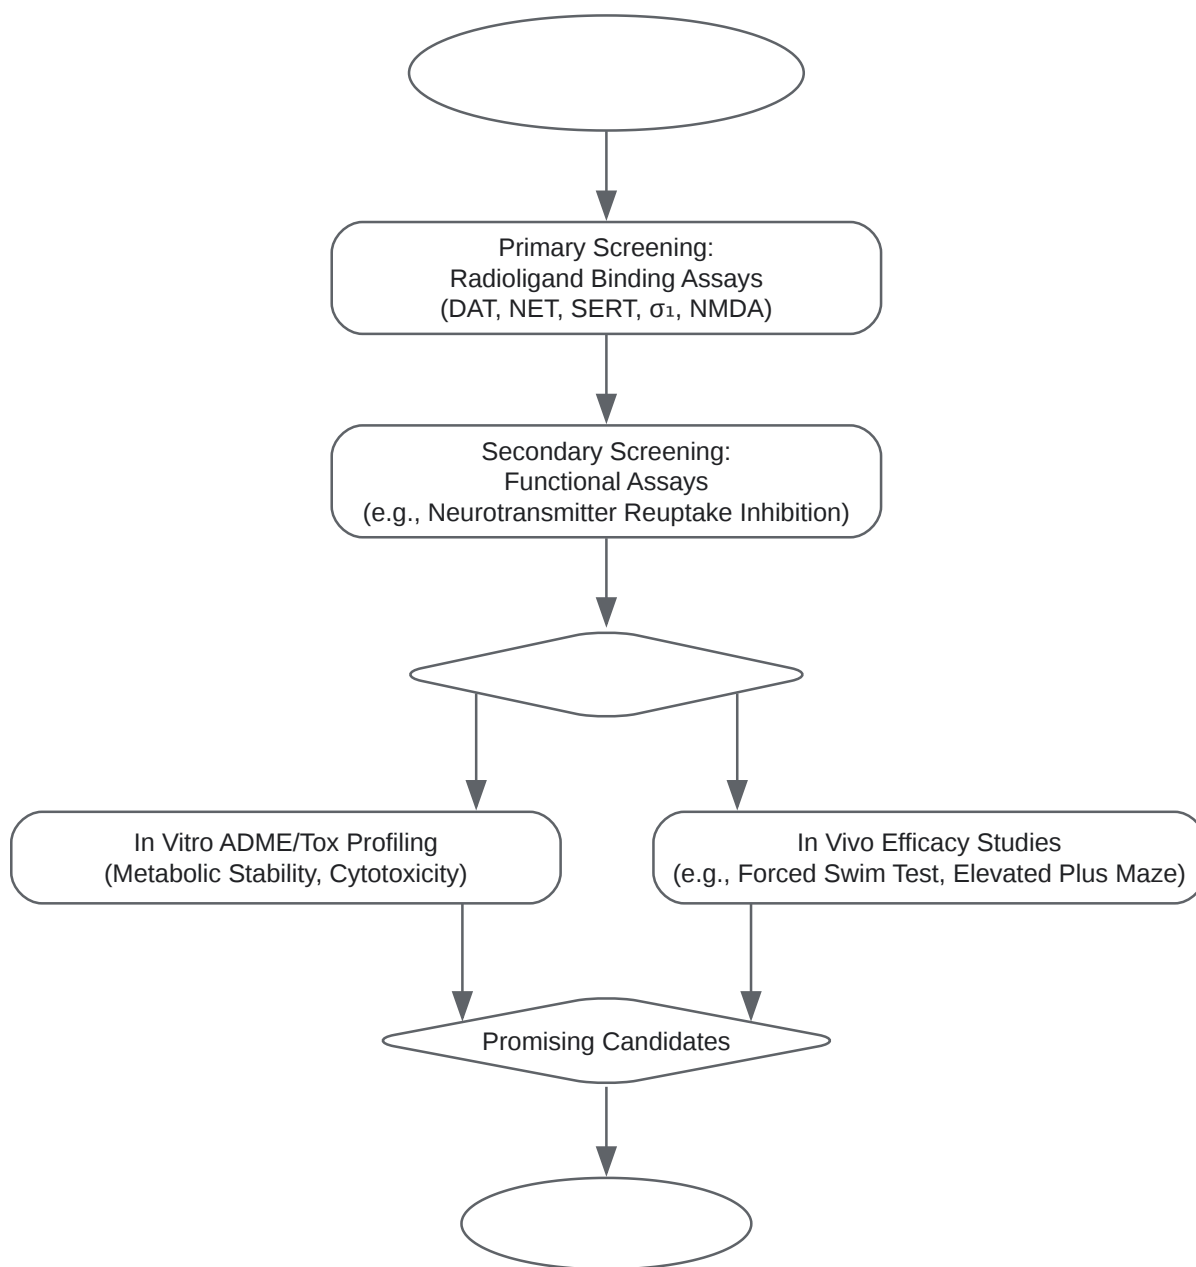 Primary Screening:
Radioligand Binding Assays
(DAT, NET, SERT, σ₁, NMDA)
Secondary Screening:
Functional Assays
(e.g., Neurotransmitter Reuptake Inhibition)
In Vitro ADME/Tox Profiling
(Metabolic Stability, Cytotoxicity)
In Vivo Efficacy Studies
(e.g., Forced Swim Test, Elevated Plus Maze)
Promising Candidates